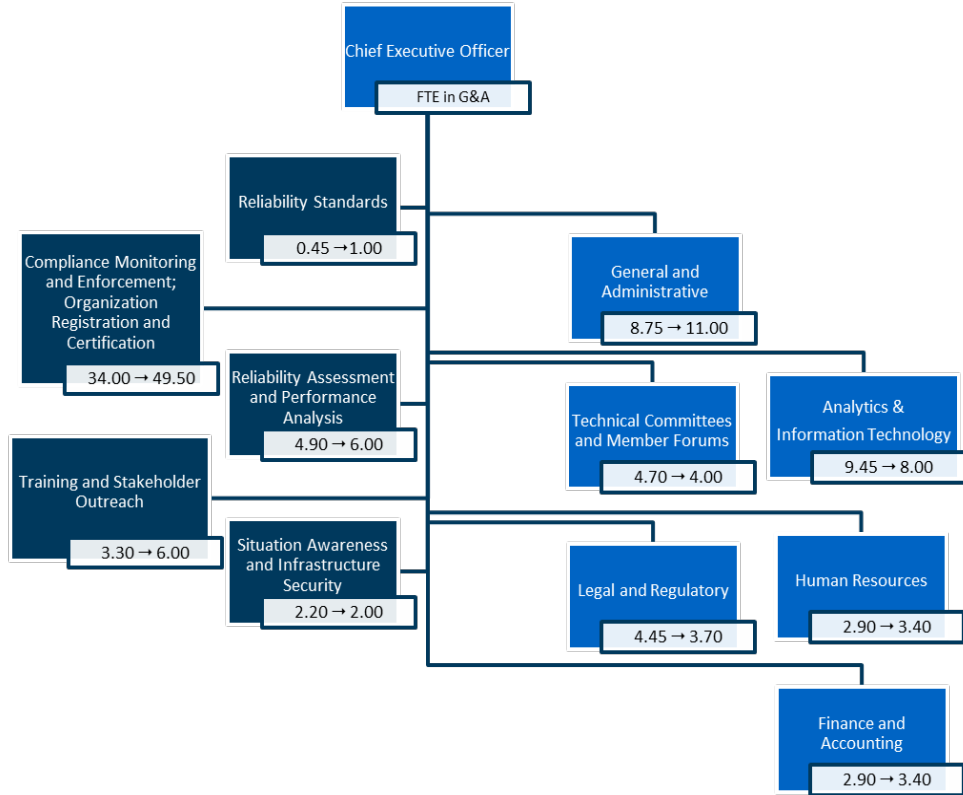 Chief Executive Officer
FTE in G&A
Reliability Standards
0.45 →1.00
Compliance Monitoring
and Enforcement;
Organization
Registration and
Certification
34.00 → 49.50
General and
Administrative
8.75 → 11.00
Reliability Assessment
and Performance
Analysis
4.90 → 6.00
Technical Committees
and Member Forums
4.70 → 4.00
Analytics &
Information Technology
9.45 → 8.00
Training and Stakeholder
Outreach
3.30 → 6.00
Situation Awareness
and Infrastructure
Security
2.20 → 2.00
Legal and Regulatory
4.45 → 3.70
Human Resources
2.90 → 3.40
Finance and
Accounting
2.90 → 3.40